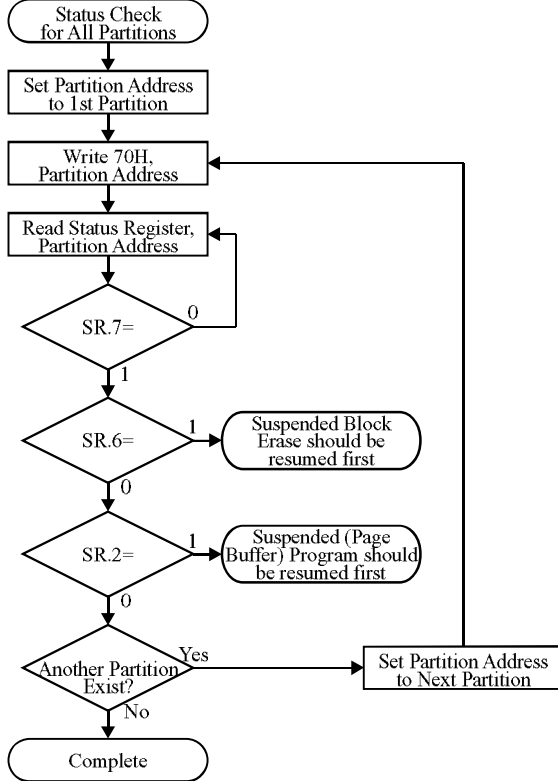 Status Check
for All Partitions
Set Partition Address
to 1st Partition
Write 70H,
Partition Address
Read Status Register,
Partition Address
SR.7=
0
1
SR.6=
1
Suspended Block
Erase should be
resumed first
0
SR.2=
1
Suspended (Page
Buffer) Program should
be resumed first
0
Another Partition
Exist?
Yes
Set Partition Address
to Next Partition
No
Complete